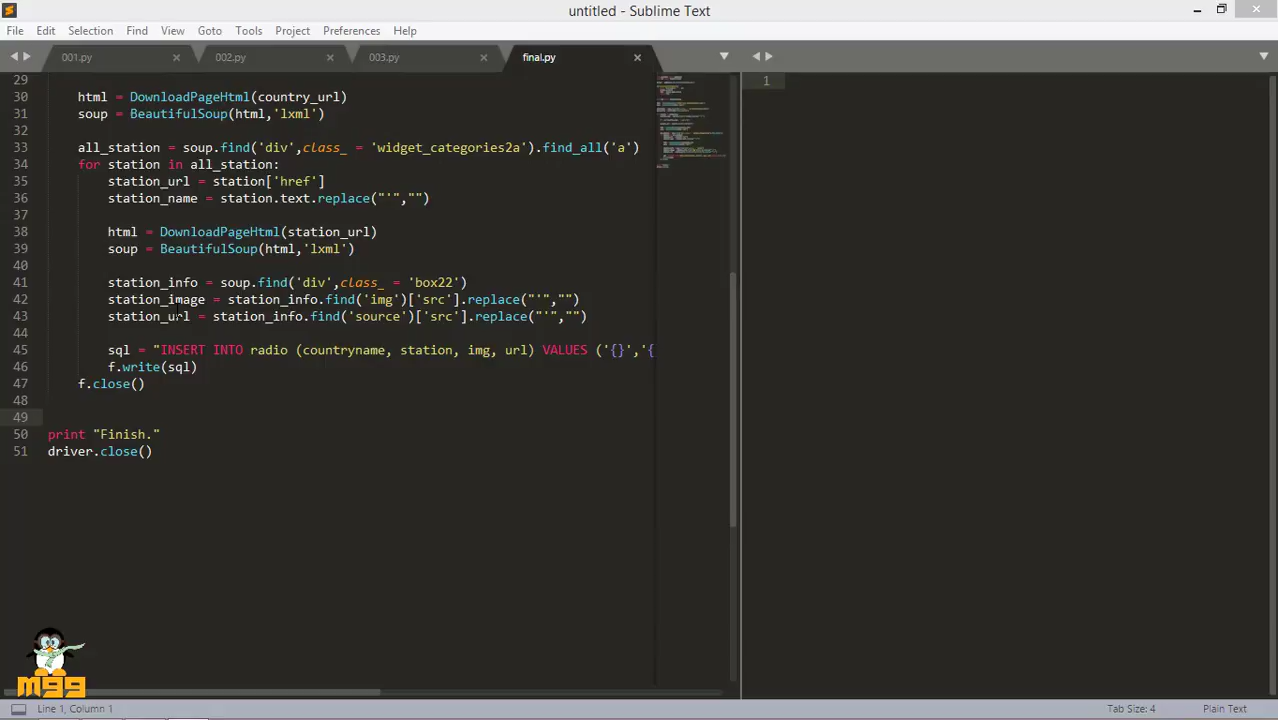 untitled - Sublime Text
File Edit Selection Find View Goto Tools Project Preferences Help
001.py 002.py 003.py final.py
29
30 html = DownloadPageHtml(country_url)
31 soup = BeautifulSoup(html,'lxml')
32
33 all_station = soup.find('div',class_ = 'widget_categories2a').find_all('a')
34 for station in all_station:
35 station_url = station['href']
36 station_name = station.text.replace("'","")
37
38 html = DownloadPageHtml(station_url)
39 soup = BeautifulSoup(html,'lxml')
40
41 station_info = soup.find('div',class_ = 'box22')
42 station_image = station_info.find('img')['src'].replace("'","")
43 station_url = station_info.find('source')['src'].replace("'","")
44
45 sql = "INSERT INTO radio (countryname, station, img, url) VALUES ('{}','{
46 f.write(sql)
47 f.close()
48
49
50 print "Finish."
51 driver.close()
1
M99
Line 1, Column 1 Tab Size: 4 Plain Text